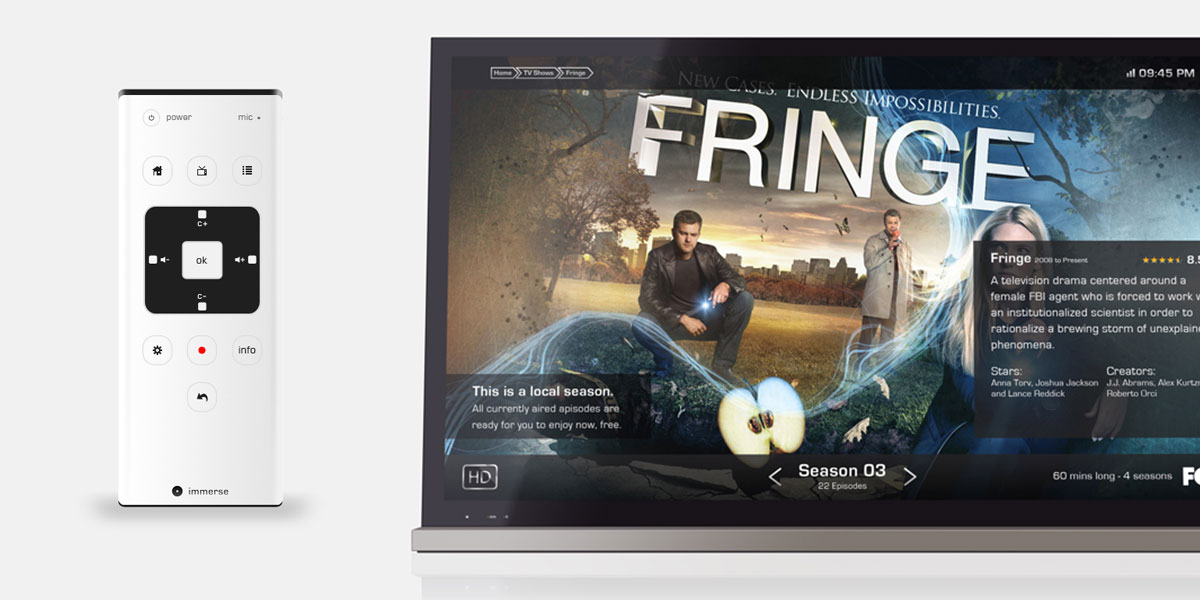 power
mic
C+
ok
C-
info
immerse
Home
TV Shows
Fringe
09:45 PM
NEW CASES. ENDLESS IMPOSSIBILITIES.
FRINGE
Fringe 2008 to Present
A television drama centered around a
female FBI agent who is forced to work
an institutionalized scientist in order to
rationalize a brewing storm of
phenomena.
Stars:
Anna Torv, Joshua Jackson
and Lance Reddick
Creators:
J.J. Abrams, Alex
Roberto Orci
This is a local season.
All currently aired apisodes are
ready for you to enjoy now, free.
HD
Season 03
22 Episodes
60 mins long - 4 seasons